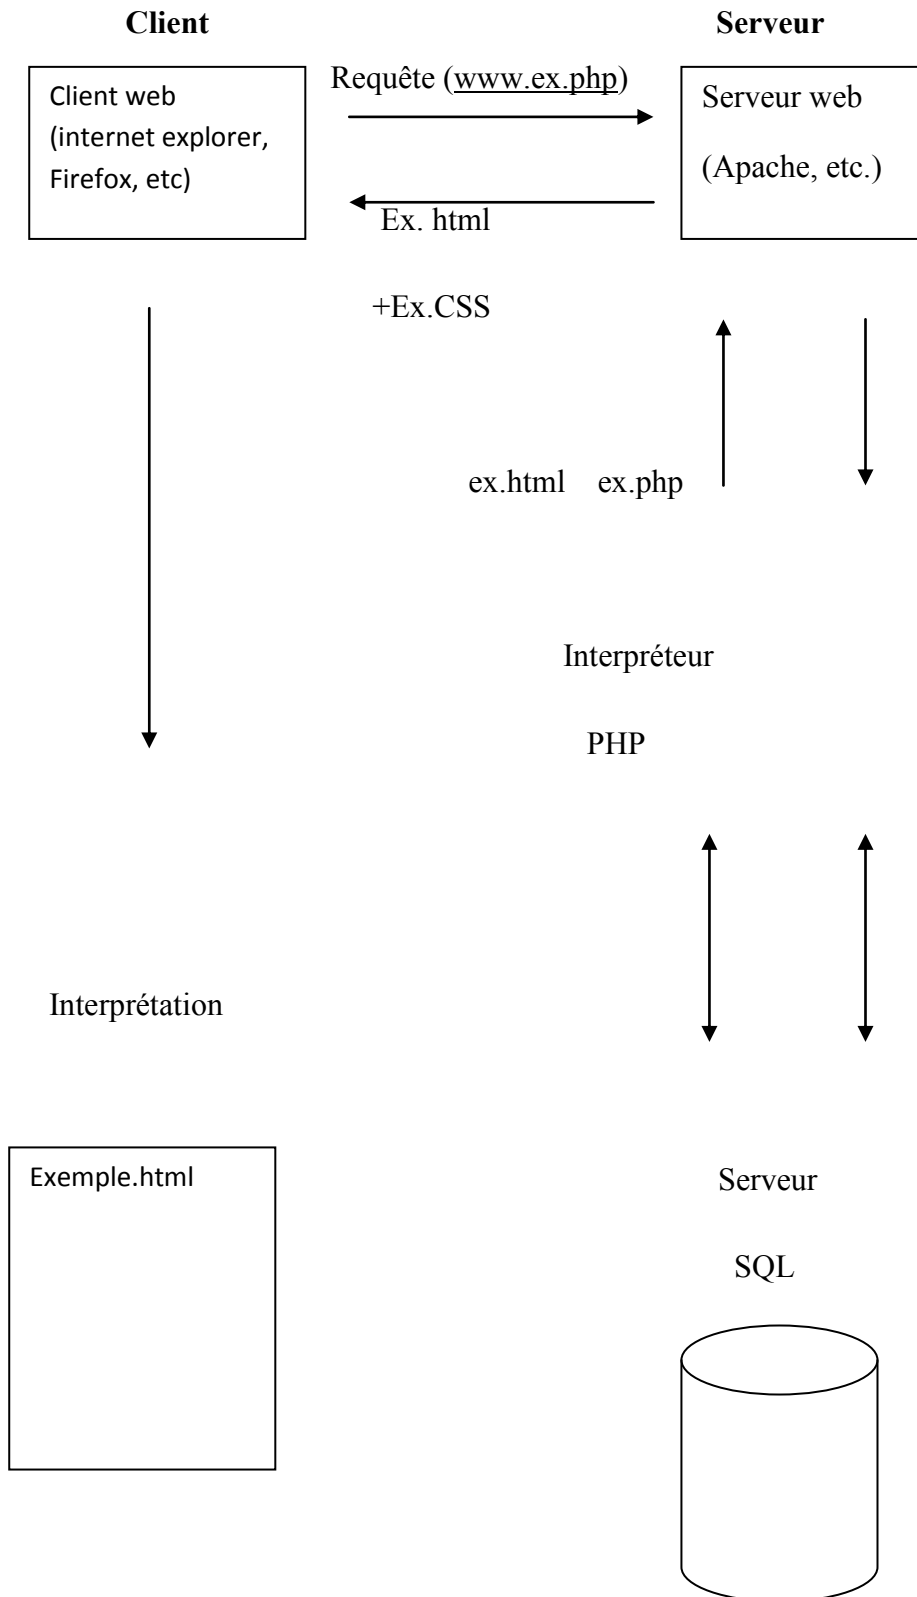 Client
Serveur
Client web
(internet explorer,
Firefox, etc)
Requête (www.ex.php)
Serveur web
(Apache, etc.)
Ex. html
+Ex.CSS
ex.html ex.php
Interpréteur
PHP
Interprétation
Exemple.html
Serveur
SQL